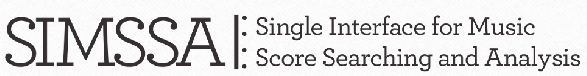 SIMSSA
Single Interface for Music
Score Searching and Analysis